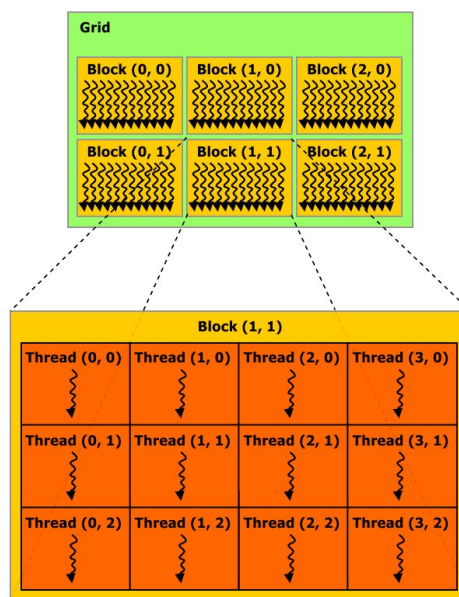 Grid
Block (0, 0) Block (1, 0) Block (2, 0)
Block (0, 1) Block (1, 1) Block (2, 1)
Block (1, 1)
Thread (0, 0) Thread (1, 0) Thread (2, 0) Thread (3, 0)
Thread (0, 1) Thread (1, 1) Thread (2, 1) Thread (3, 1)
Thread (0, 2) Thread (1, 2) Thread (2, 2) Thread (3, 2)